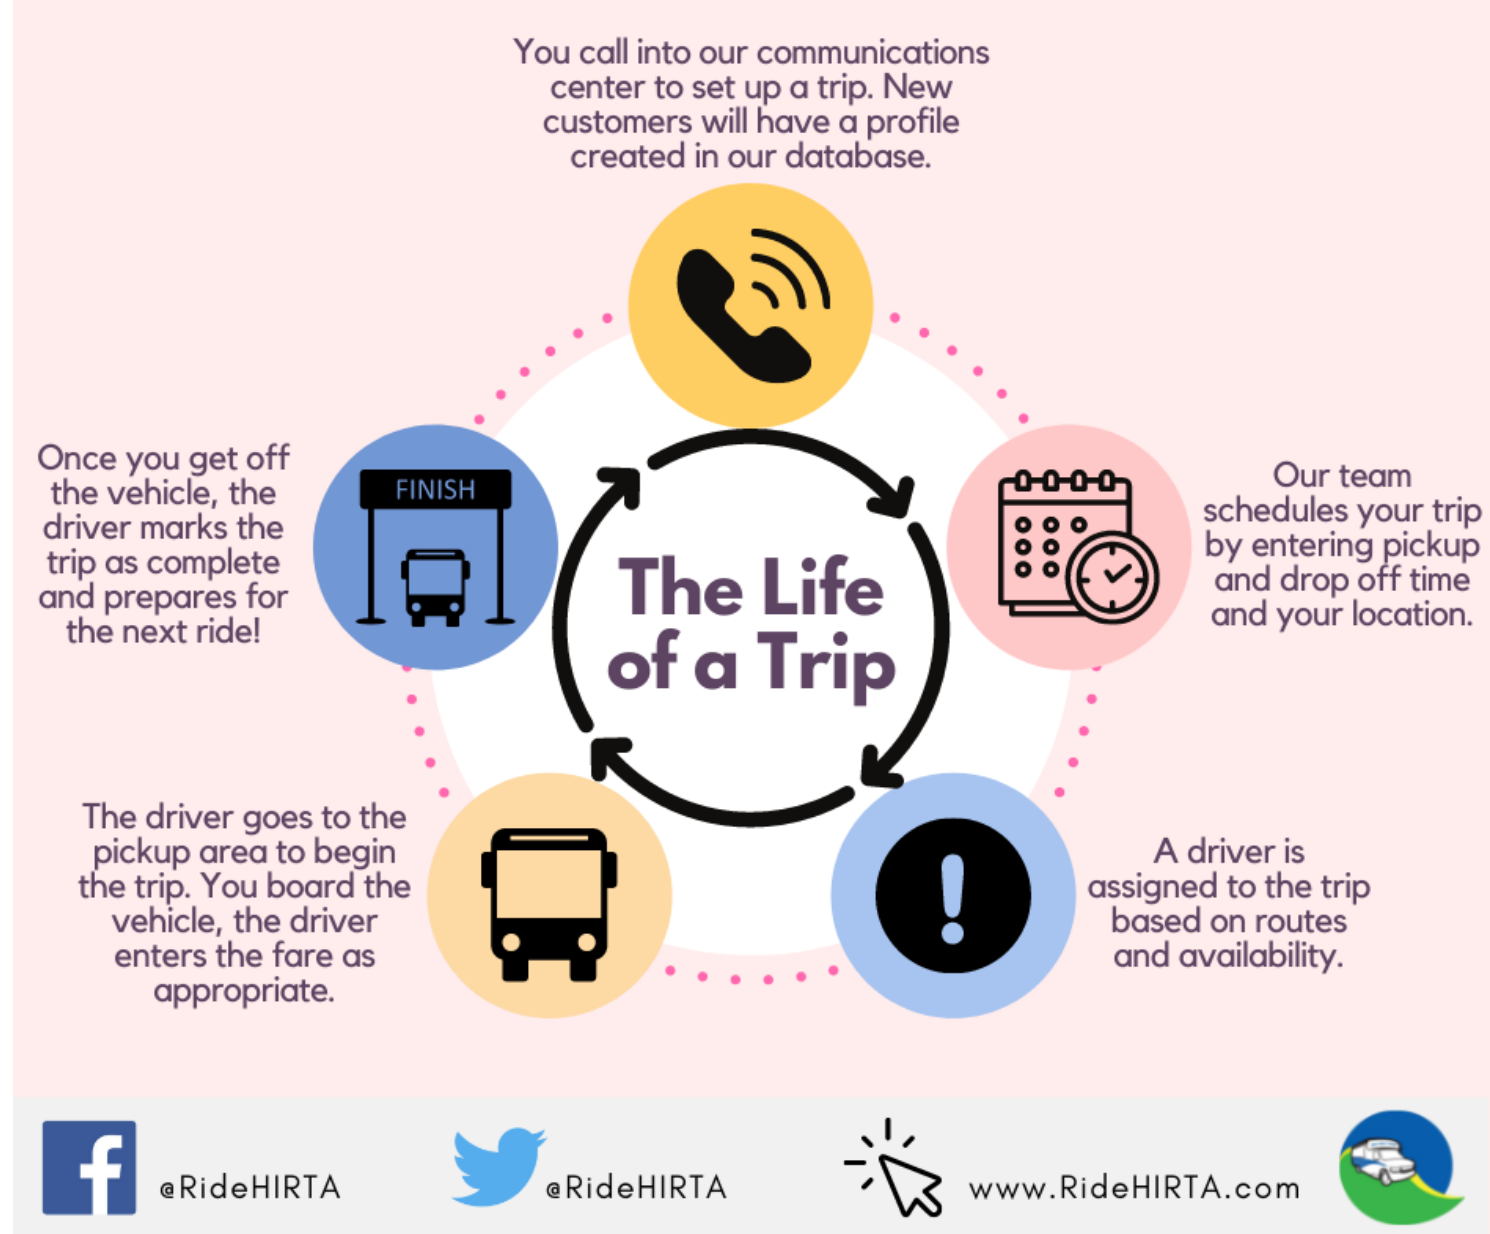 You call into our communications
center to set up a trip. New
customers will have a profile
created in our database.
Our team
schedules your trip
by entering pickup
and drop off time
and your location.
A driver is
assigned to the trip
based on routes
and availability.
The driver goes to the
pickup area to begin
the trip. You board the
vehicle, the driver
enters the fare as
appropriate.
Once you get off
the vehicle, the
driver marks the
trip as complete
and prepares for
the next ride!
FINISH
The Life
of a Trip
@RideHIRTA
@RideHIRTA
www.RideHIRTA.com